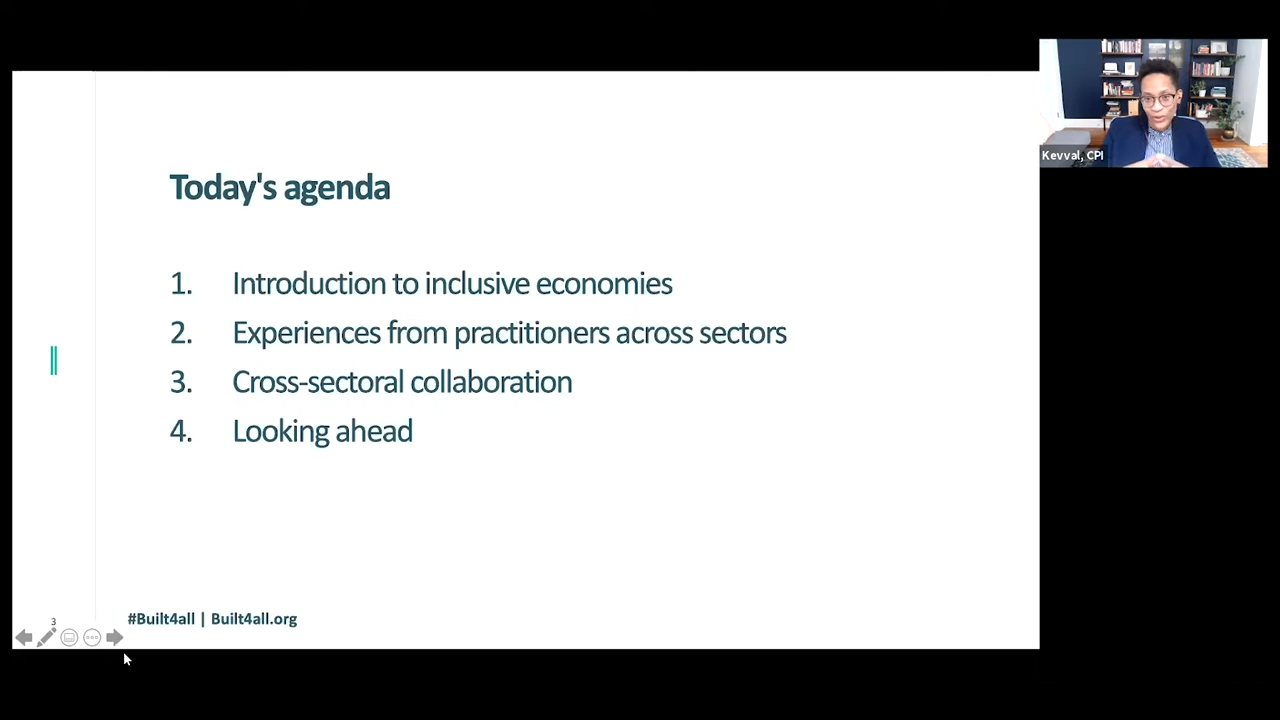 Today's agenda
1. Introduction to inclusive economies
2. Experiences from practitioners across sectors
3. Cross-sectoral collaboration
4. Looking ahead
3
#Built4all | Built4all.org
Kevval, CPI